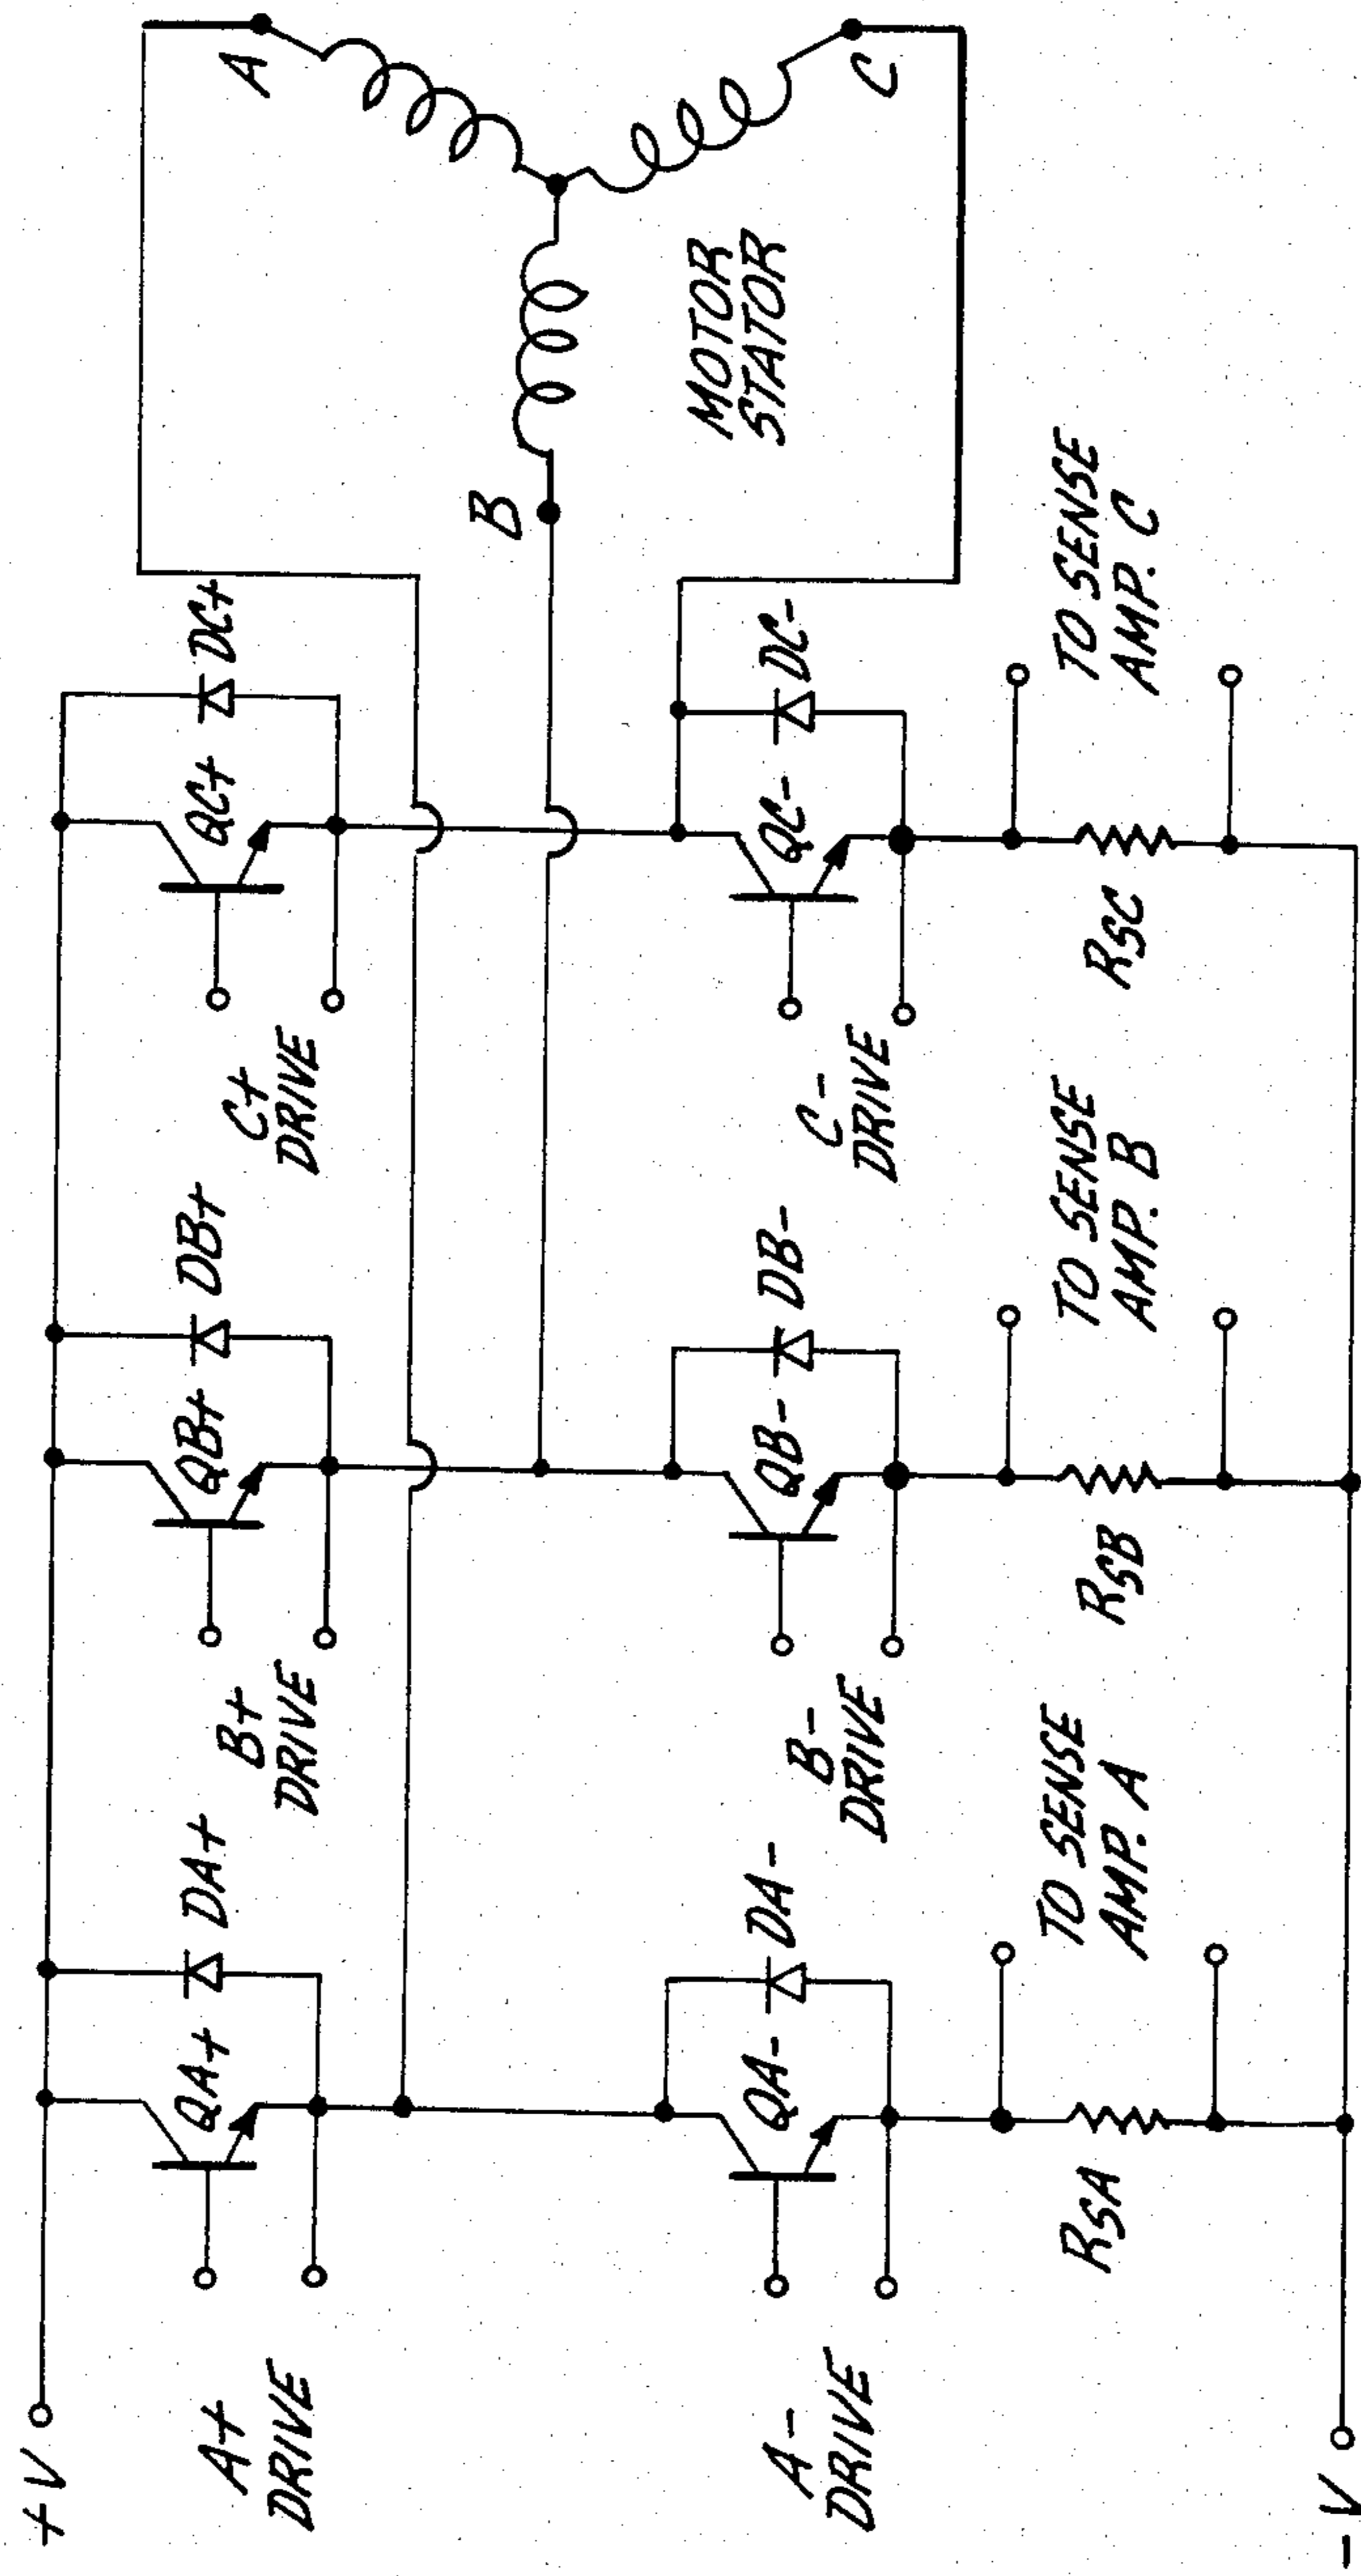 +V
A+
DRIVE
QA+
DA+
B+
DRIVE
QB+
DB+
C+
DRIVE
QC+
DC+
A
B
C
MOTOR
STATOR
A-
DRIVE
QA-
DA-
B-
DRIVE
QB-
DB-
C-
DRIVE
QC-
DC-
RSA
TO SENSE
AMP. A
RSB
TO SENSE
AMP. B
RSC
TO SENSE
AMP. C
-V